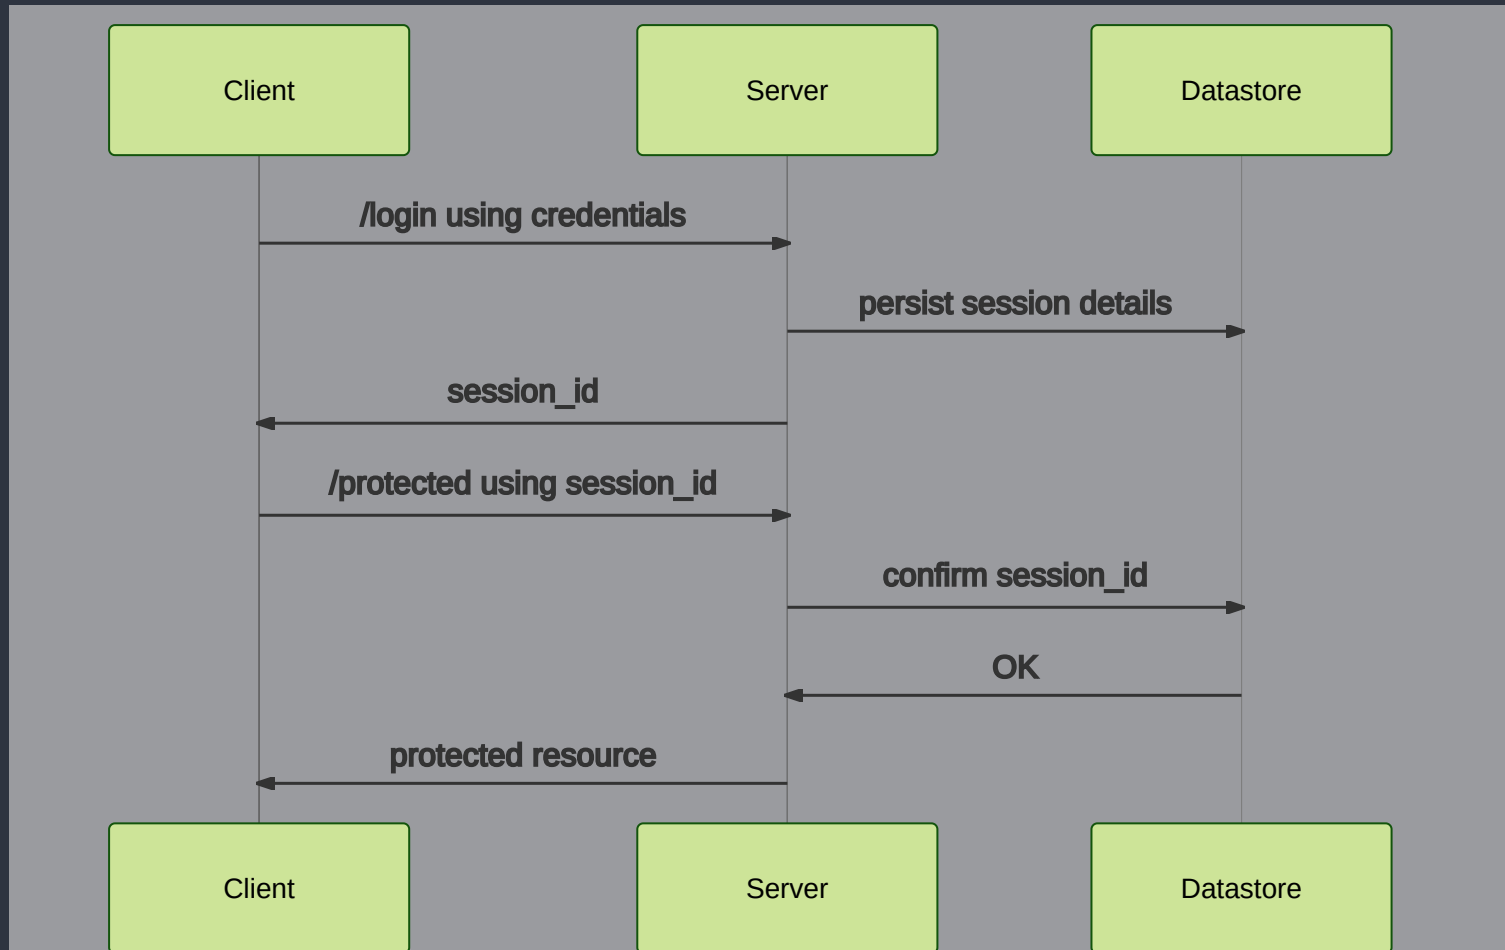 Client
Server
Datastore
/login using credentials
persist session details
session_id
/protected using session_id
confirm session_id
OK
protected resource
Client
Server
Datastore